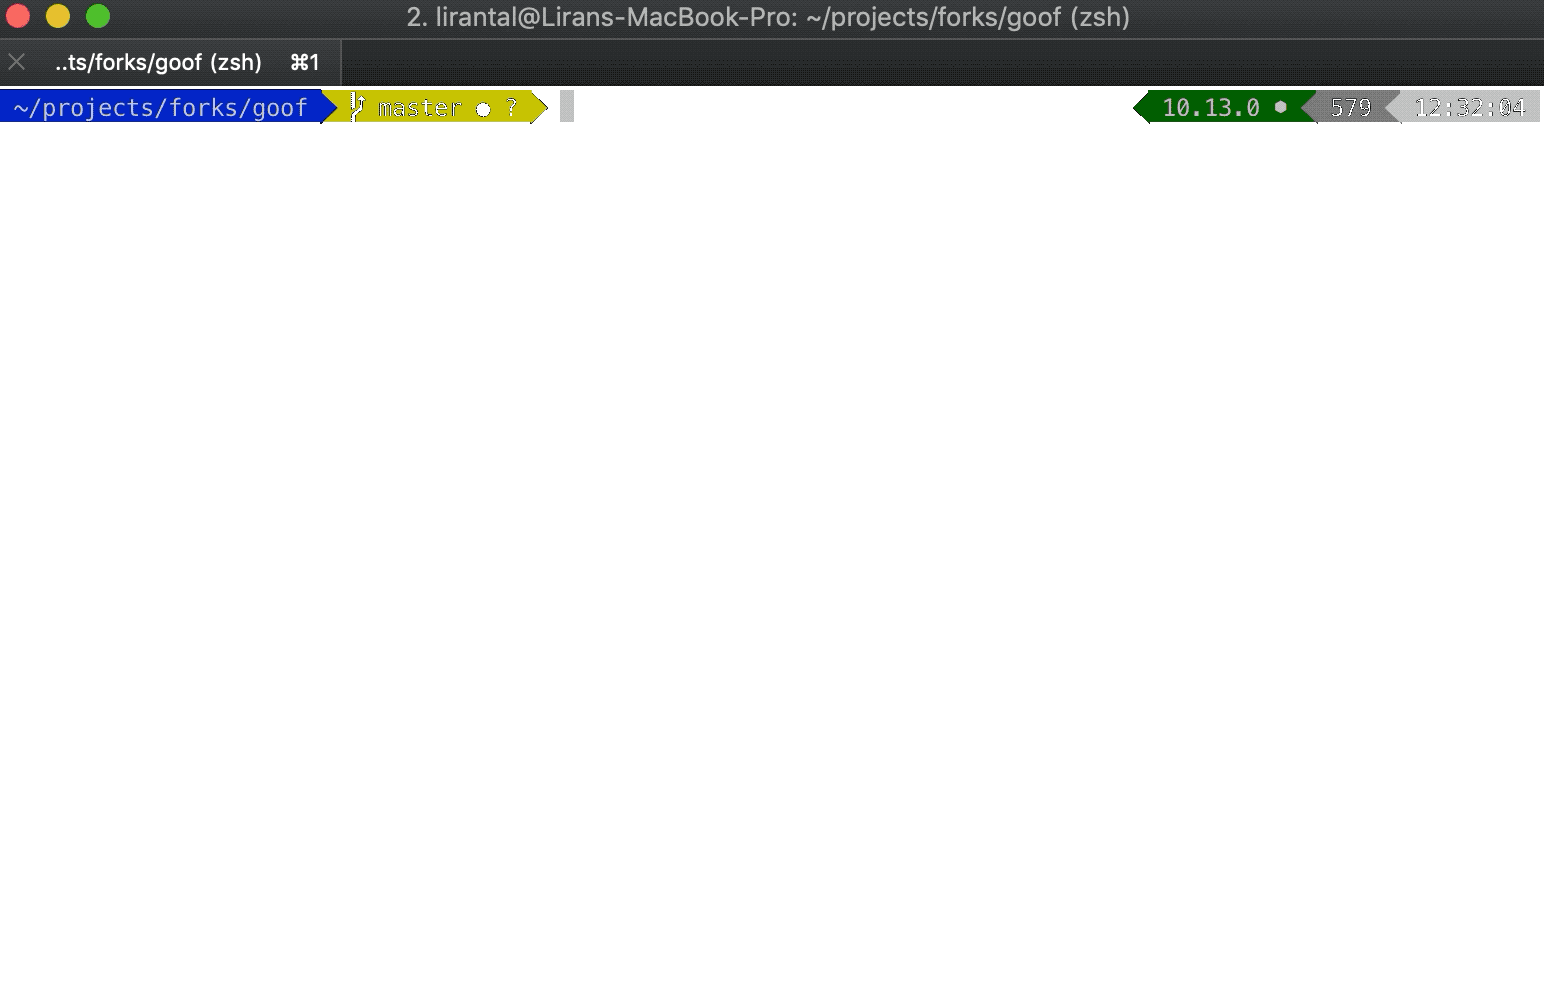 2. lirantal@Lirans-MacBook-Pro: ~/projects/forks/goof (zsh)
..ts/forks/goof (zsh) ⌘1
~/projects/forks/goof master ● ? 10.13.0 ⬢ 579 12:32:04